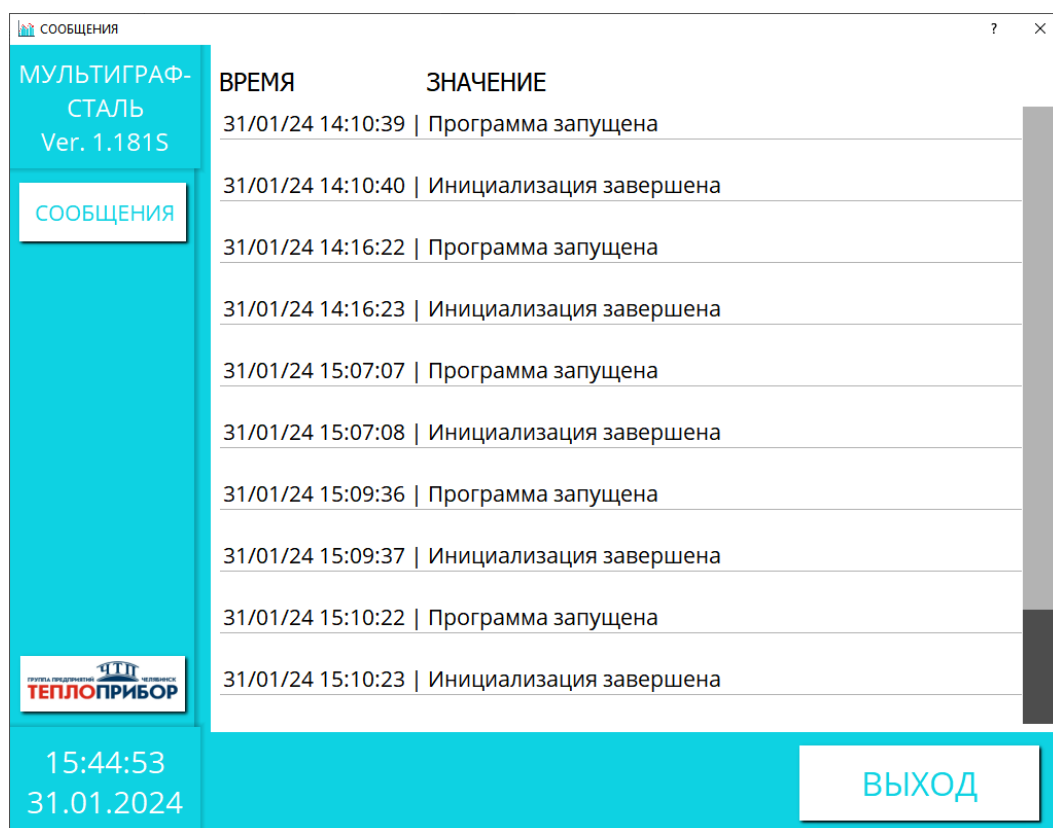 СООБЩЕНИЯ
?
МУЛЬТИГРАФ-
СТАЛЬ
Ver. 1.181S
СООБЩЕНИЯ
ВРЕМЯ ЗНАЧЕНИЕ
31/01/24 14:10:39 | Программа запущена
31/01/24 14:10:40 | Инициализация завершена
31/01/24 14:16:22 | Программа запущена
31/01/24 14:16:23 | Инициализация завершена
31/01/24 15:07:07 | Программа запущена
31/01/24 15:07:08 | Инициализация завершена
31/01/24 15:09:36 | Программа запущена
31/01/24 15:09:37 | Инициализация завершена
31/01/24 15:10:22 | Программа запущена
31/01/24 15:10:23 | Инициализация завершена
ЧТП
ГРУППА ПРЕДПРИЯТИЙ ЧЕЛЯБИНСК
ТЕПЛОПРИБОР
15:44:53
31.01.2024
ВЫХОД